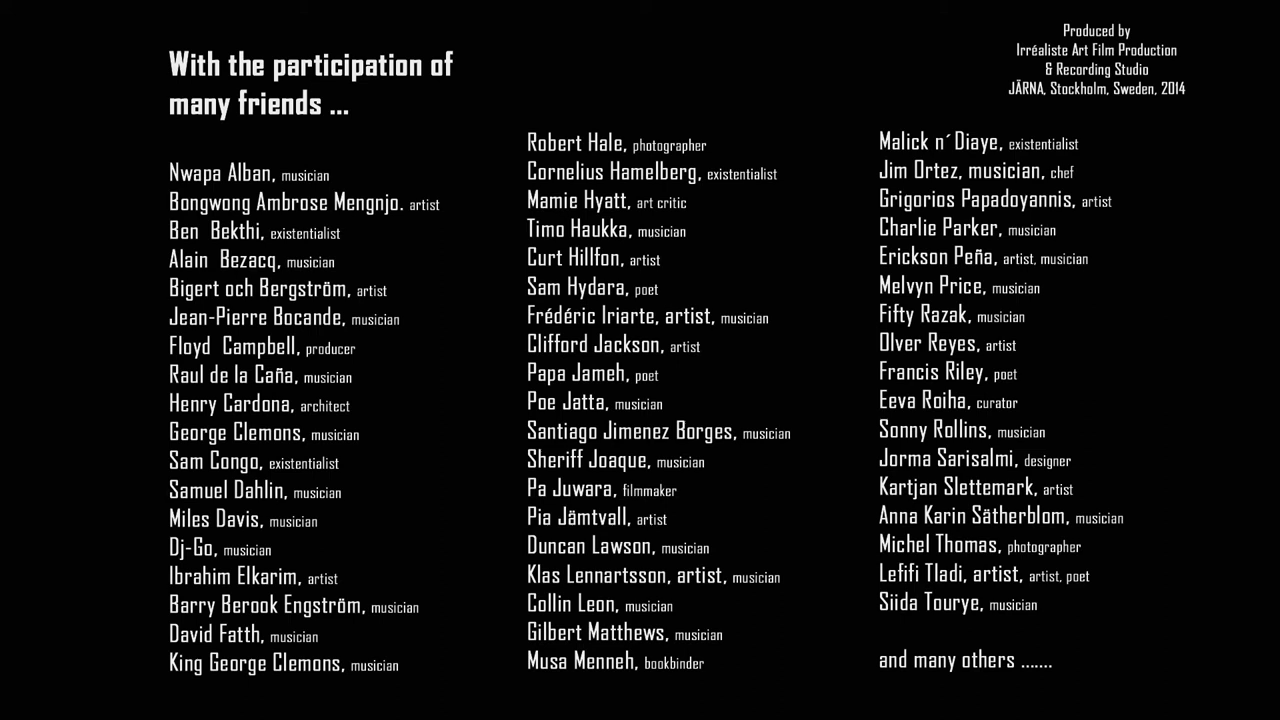 With the participation of
many friends ...
Nwapa Alban, musician
Bongwong Ambrose Mengnjo. artist
Ben Bekthi, existentialist
Alain Bezacq, musician
Bigert och Bergström, artist
Jean-Pierre Bocande, musician
Floyd Campbell, producer
Raul de la Caña, musician
Henry Cardona, architect
George Clemons, musician
Sam Congo, existentialist
Samuel Dahlin, musician
Miles Davis, musician
Dj-Go, musician
Ibrahim Elkarim, artist
Barry Berook Engström, musician
David Fatth, musician
King George Clemons, musician
Robert Hale, photographer
Cornelius Hamelberg, existentialist
Mamie Hyatt, art critic
Timo Haukka, musician
Curt Hillfon, artist
Sam Hydara, poet
Frédéric Iriarte, artist, musician
Clifford Jackson, artist
Papa Jameh, poet
Poe Jatta, musician
Santiago Jimenez Borges, musician
Sheriff Joaque, musician
Pa Juwara, filmmaker
Pia Jämtvall, artist
Duncan Lawson, musician
Klas Lennartsson, artist, musician
Collin Leon, musician
Gilbert Matthews, musician
Musa Menneh, bookbinder
Produced by
Irréaliste Art Film Production
& Recording Studio
JÄRNA, Stockholm, Sweden, 2014
Malick n´Diaye, existentialist
Jim Ortez, musician, chef
Grigorios Papadoyannis, artist
Charlie Parker, musician
Erickson Peña, artist, musician
Melvyn Price, musician
Fifty Razak, musician
Olver Reyes, artist
Francis Riley, poet
Eeva Roiha, curator
Sonny Rollins, musician
Jorma Sarisalmi, designer
Kartjan Slettemark, artist
Anna Karin Sätherblom, musician
Michel Thomas, photographer
Lefifi Tladi, artist, artist, poet
Siida Tourye, musician
and many others .......